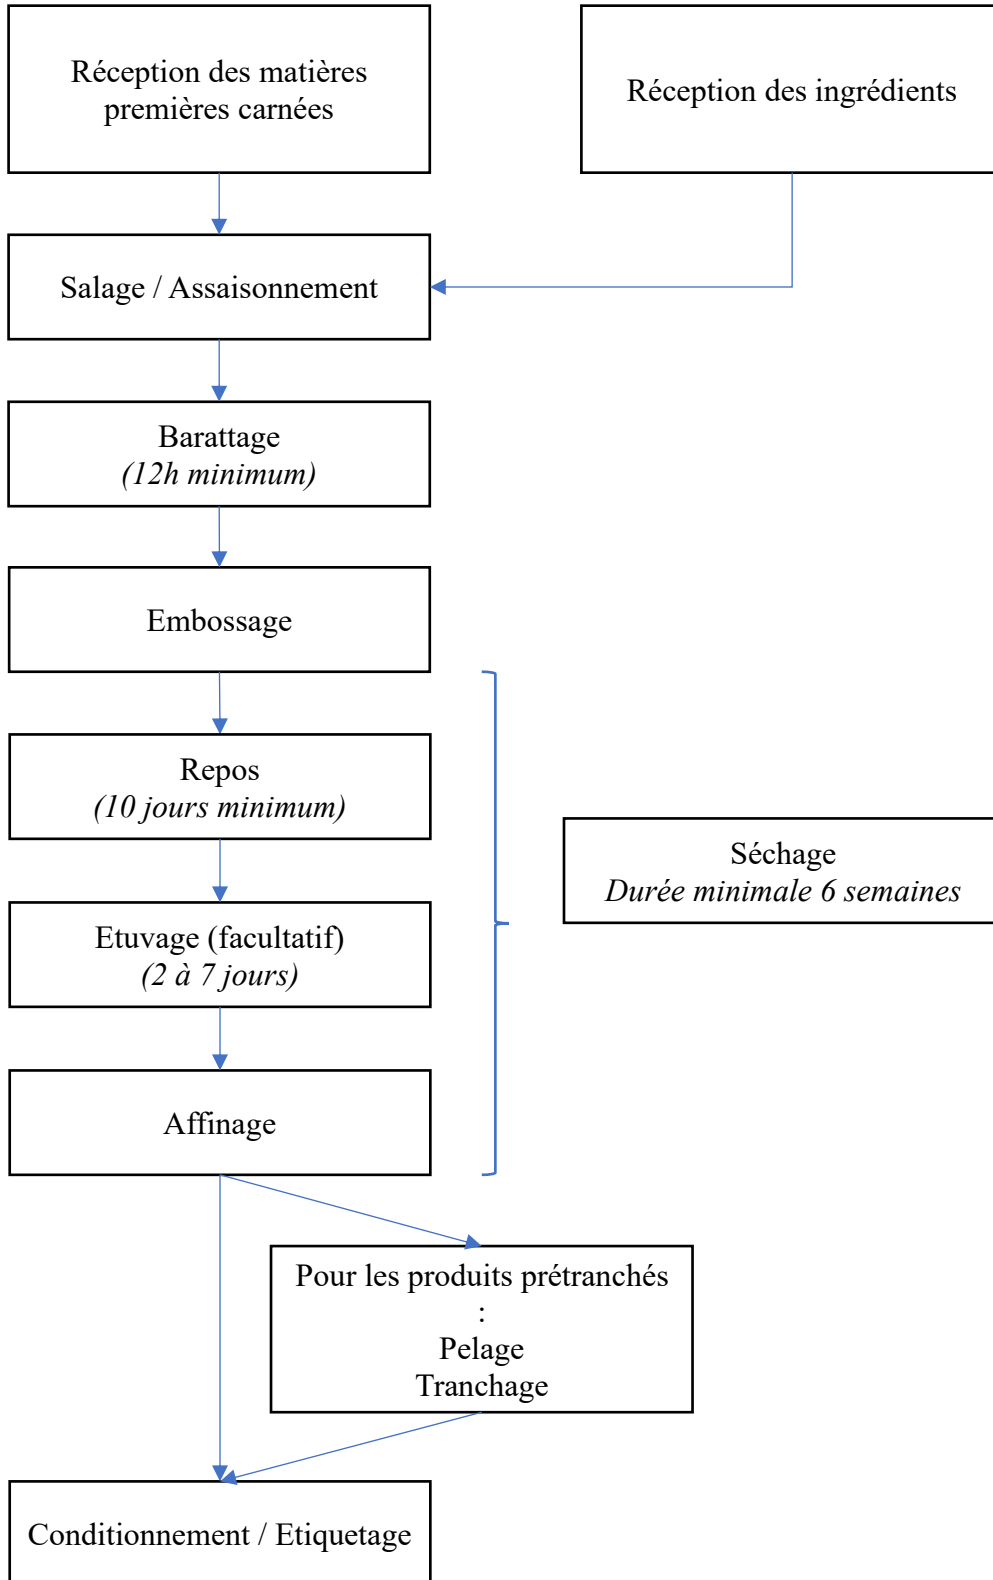 Réception des matières
premières carnées
Réception des ingrédients
Salage / Assaisonnement
Barattage
(12h minimum)
Embossage
Repos
(10 jours minimum)
Séchage
Durée minimale 6 semaines
Etuvage (facultatif)
(2 à 7 jours)
Affinage
Pour les produits prétranchés
:
Pelage
Tranchage
Conditionnement / Etiquetage